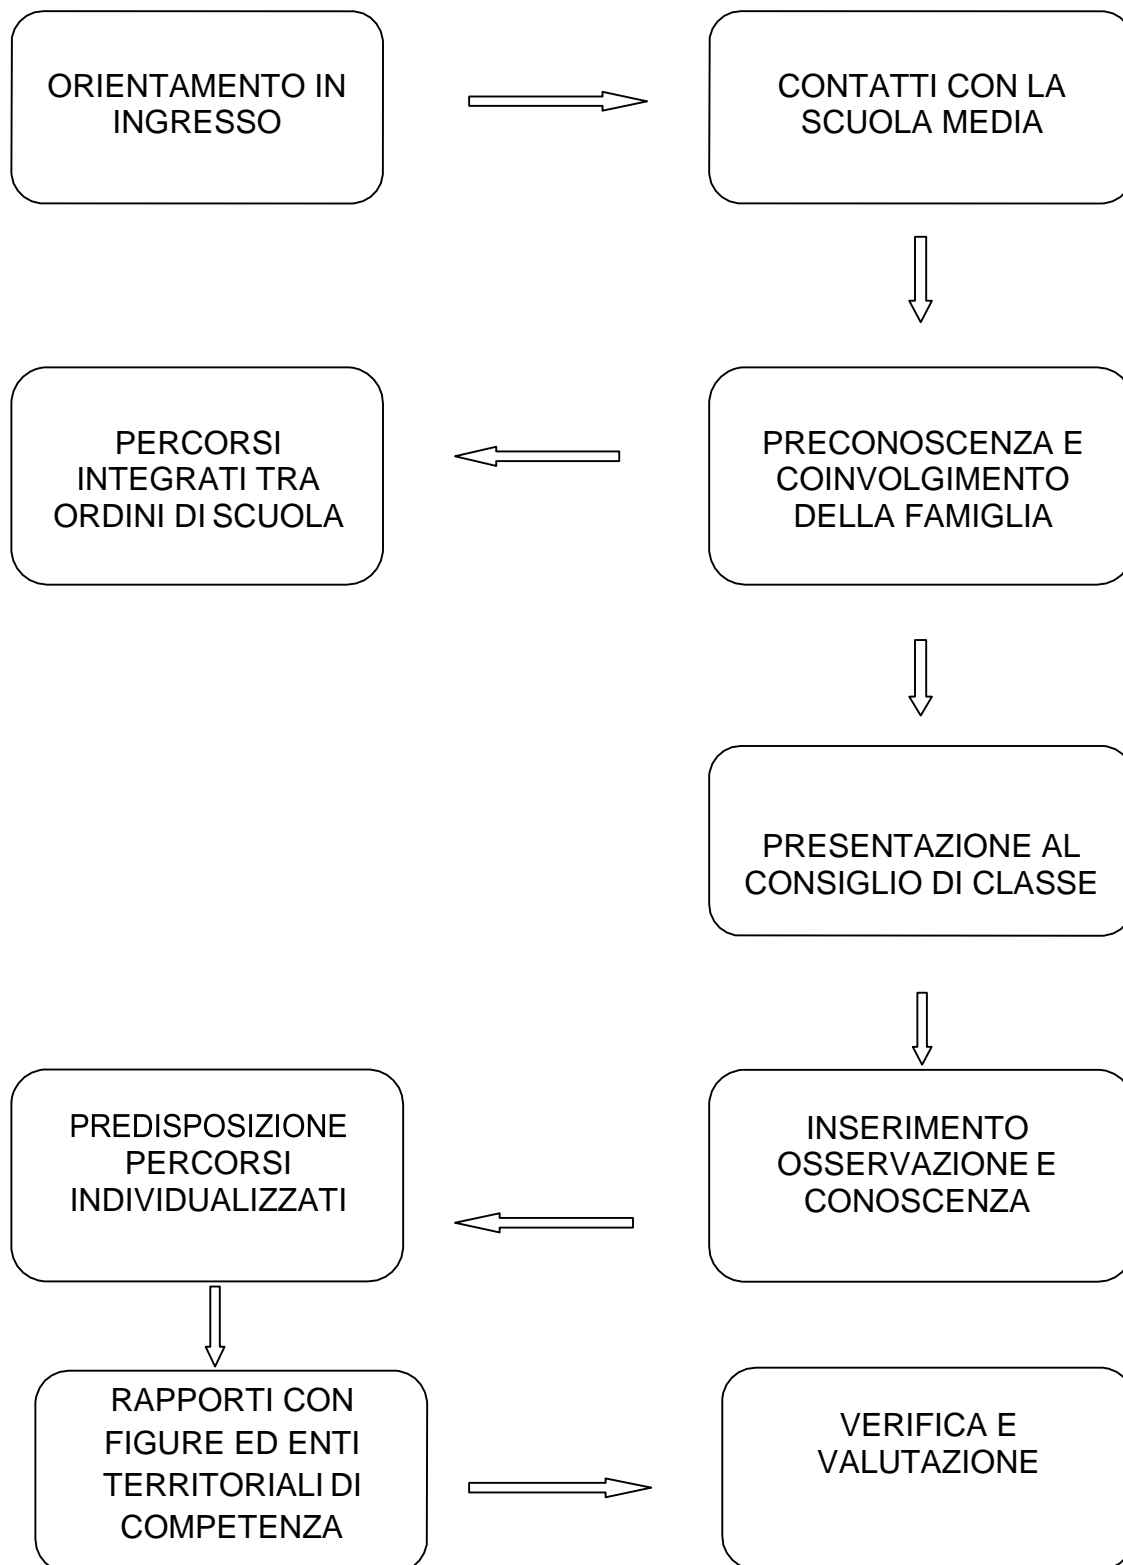 ORIENTAMENTO IN
INGRESSO
CONTATTI CON LA
SCUOLA MEDIA
PERCORSI
INTEGRATI TRA
ORDINI DI SCUOLA
PRECONOSCENZA E
COINVOLGIMENTO
DELLA FAMIGLIA
PRESENTAZIONE AL
CONSIGLIO DI CLASSE
PREDISPOSIZIONE
PERCORSI
INDIVIDUALIZZATI
INSERIMENTO
OSSERVAZIONE E
CONOSCENZA
RAPPORTI CON
FIGURE ED ENTI
TERRITORIALI DI
COMPETENZA
VERIFICA E
VALUTAZIONE